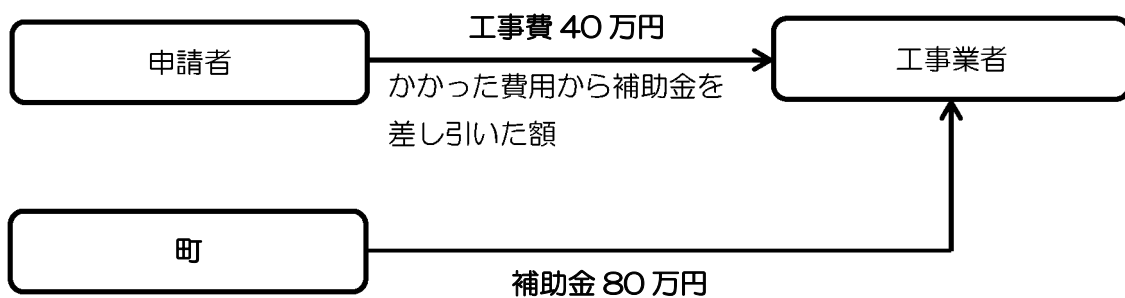 工事費 40 万円
申請者
工事業者
かかった費用から補助金を
差し引いた額
町
補助金 80 万円